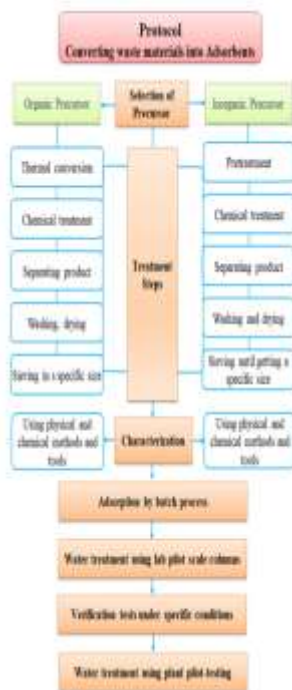 Protocol
Converting waste materials into Adsorbents
Organic Precursor
Selection of
Precursor
Inorganic Precursor
Thermal conversion
Chemical treatment
Separating product
Washing, drying
Sieving in a specific size
Treatment
Steps
Pretreatment
Chemical treatment
Separating product
Washing and drying
Sieving until getting a
specific size
Using physical and
chemical methods and
tools
Characterization
Using physical and
chemical methods and
tools
Adsorption by batch process
Water treatment using lab pilot scale columns
Verification tests under specific conditions
Water treatment using plant pilot-testing